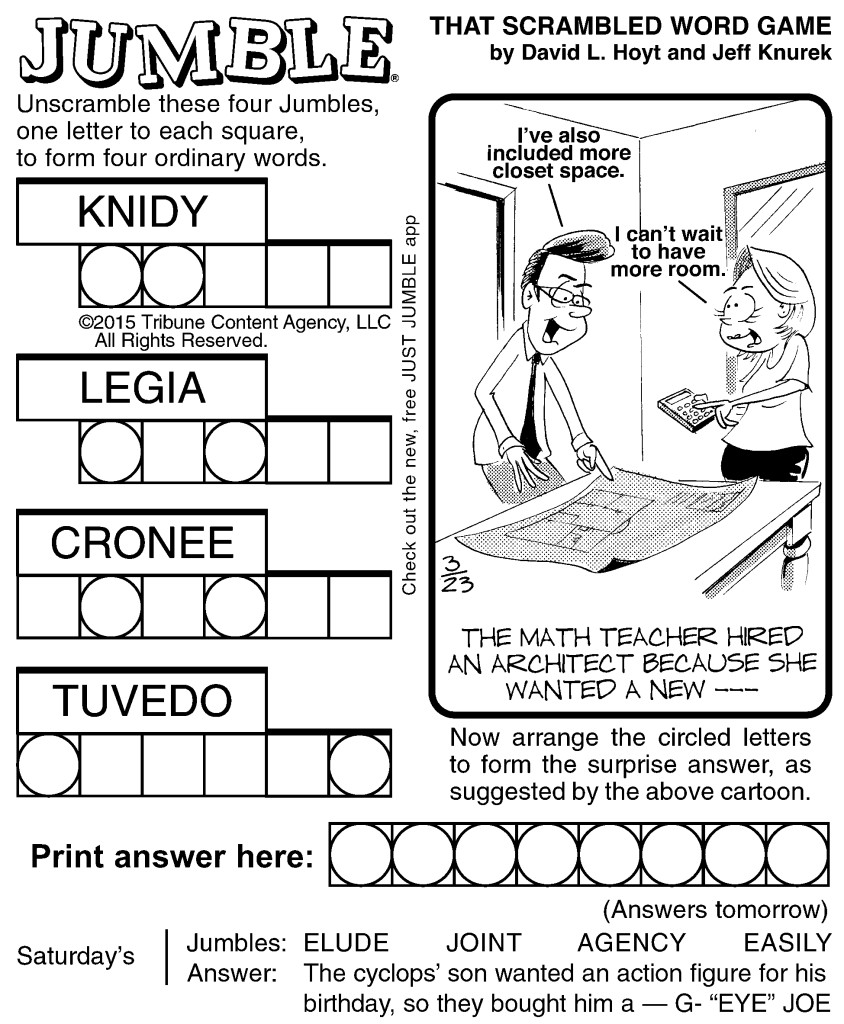 JUMBLE®
THAT SCRAMBLED WORD GAME
by David L. Hoyt and Jeff Knurek
Unscramble these four Jumbles,
one letter to each square,
to form four ordinary words.
KNIDY
©2015 Tribune Content Agency, LLC
All Rights Reserved.
LEGIA
CRONEE
TUVEDO
Check out the new, free JUST JUMBLE app
I've also
included more
closet space.
I can't wait
to have
more room.
3
23
THE MATH TEACHER HIRED
AN ARCHITECT BECAUSE SHE
WANTED A NEW ---
Now arrange the circled letters
to form the surprise answer, as
suggested by the above cartoon.
Print answer here:
(Answers tomorrow)
Saturday's
Jumbles: ELUDE JOINT AGENCY EASILY
Answer: The cyclops' son wanted an action figure for his
birthday, so they bought him a — G- “EYE” JOE